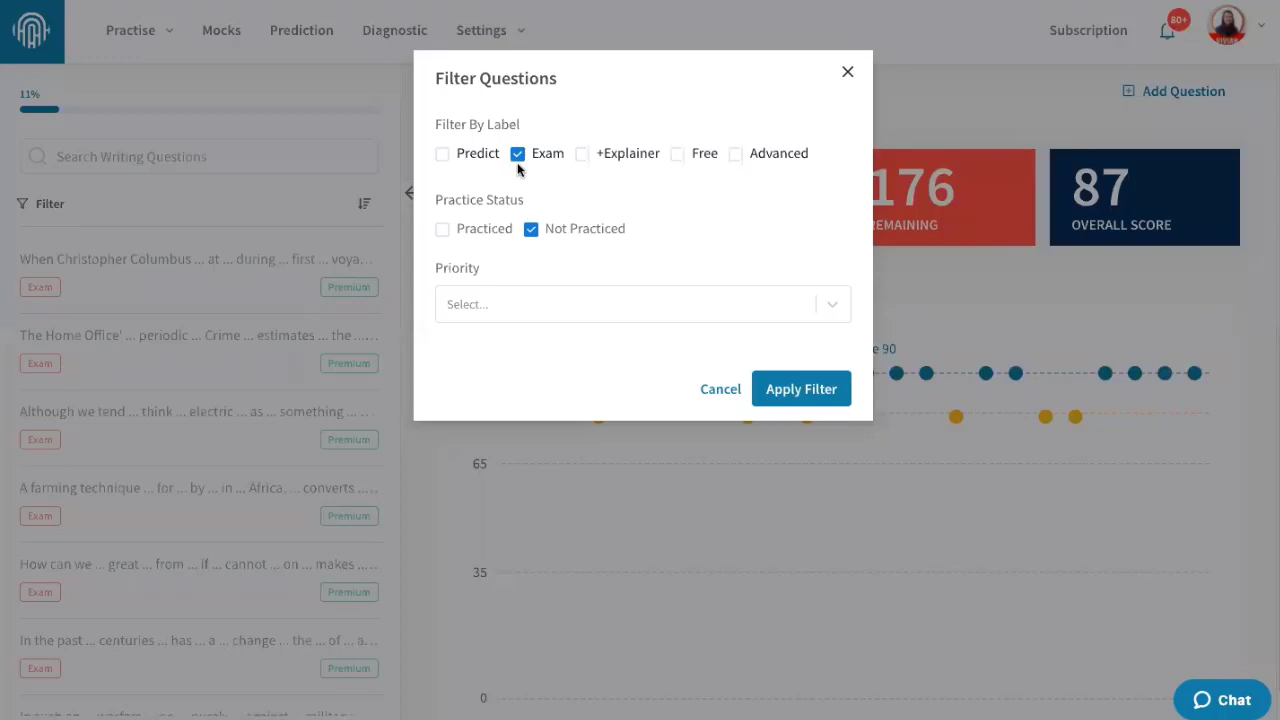 Practise Mocks Prediction Diagnostic Settings Subscription 80+
Filter Questions
11%
Add Question
Filter By Label
Predict Exam +Explainer Free Advanced
Search Writing Questions
176
87
Practice Status
Filter
EMAINING
OVERALL SCORE
Practiced Not Practiced
When Christopher Columbus ... at ... during ... first ... voya...
Priority
Exam Premium
Select...
The Home Office' ... periodic ... Crime ... estimates ... the ......
e 90
Exam Premium
Cancel Apply Filter
Although we tend ... think ... electric ... as ... something ...
Exam Premium
65
A farming technique ... for ... by ... in ... Africa, ... converts ...
Exam Premium
How can we ... great ... from ... if ... cannot ... on ... makes ...
35
Exam Premium
In the past ... centuries ... has ... a ... change ... the ... of ... a...
Exam Premium
0
Chat